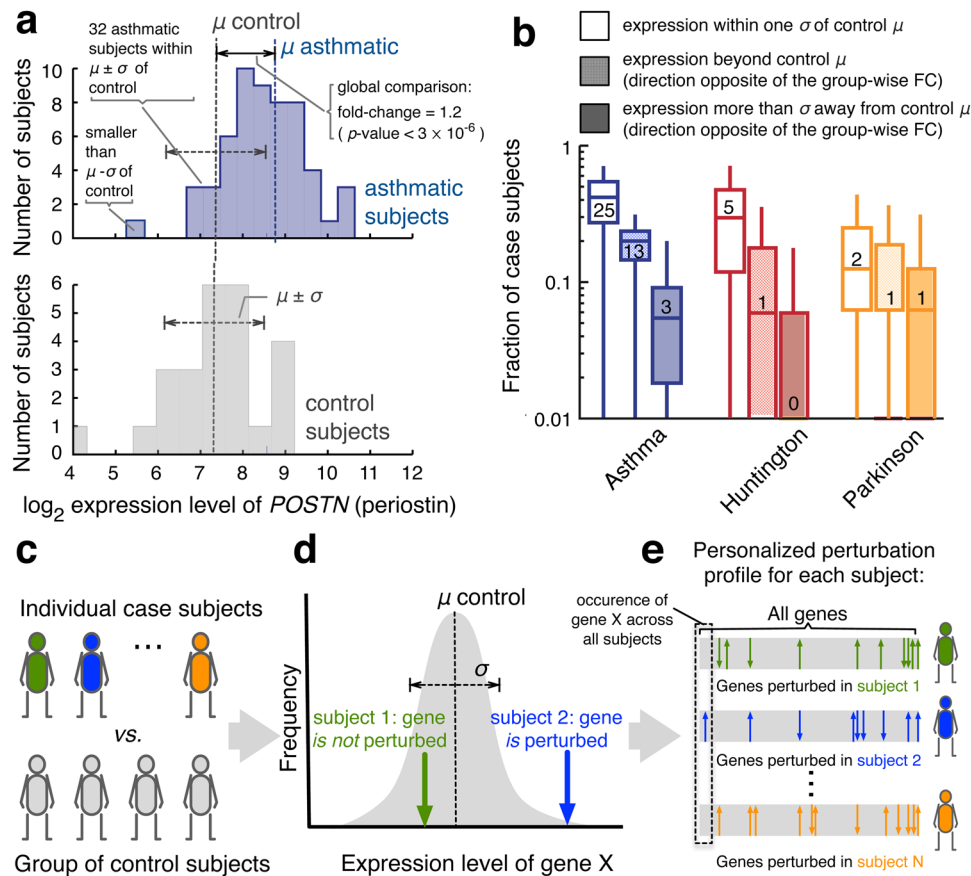 a
32 asthmatic
subjects within
μ ± σ of
control
smaller
than
μ -σ of
control
μ control
μ asthmatic
global comparison:
fold-change = 1.2
( p-value < 3 × 10⁻⁶ )
asthmatic
subjects
Number of subjects
10
8
6
4
2
0
μ ± σ
control
subjects
Number of subjects
6
5
4
3
2
1
0
4 5 6 7 8 9 10 11 12
log₂ expression level of POSTN (periostin)
b
expression within one σ of control μ
expression beyond control μ
(direction opposite of the group-wise FC)
expression more than σ away from control μ
(direction opposite of the group-wise FC)
Fraction of case subjects
1
0.1
0.01
25
13
3
5
1
0
2
1
1
Asthma
Huntington
Parkinson
c
Individual case subjects
...
vs.
Group of control subjects
d
μ control
σ
subject 1: gene
is not perturbed
subject 2: gene
is perturbed
Frequency
Expression level of gene X
e
Personalized perturbation
profile for each subject:
occurence of
gene X across
all subjects
All genes
Genes perturbed in subject 1
Genes perturbed in subject 2
Genes perturbed in subject N